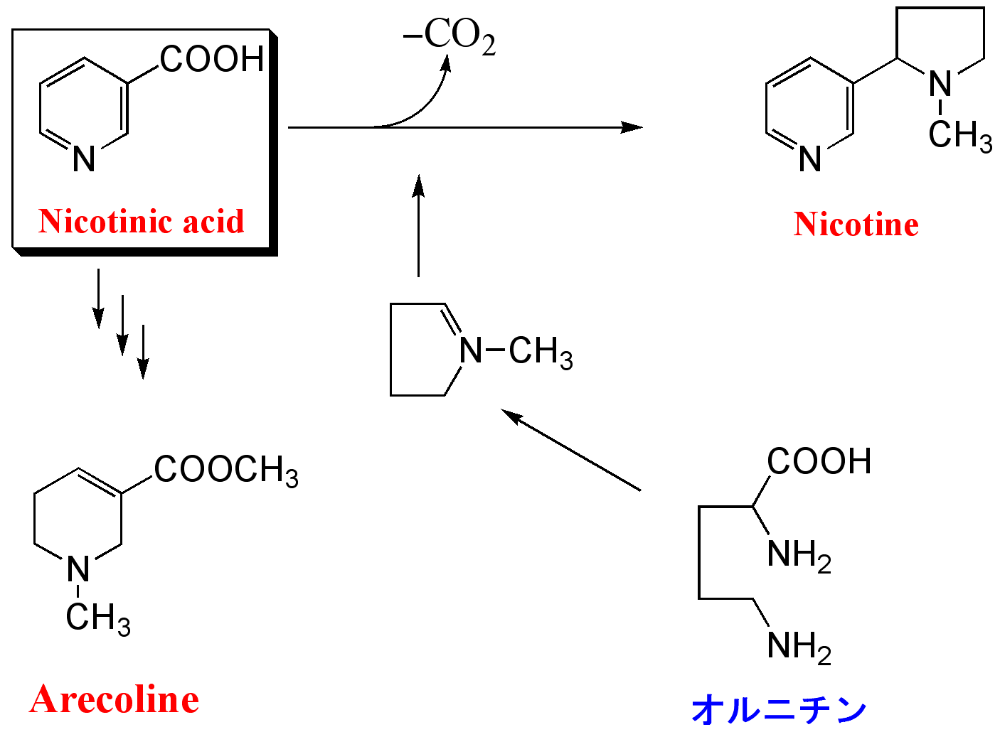 –CO2
COOH
N
Nicotinic acid
N
N
CH3
Nicotine
N–CH3
COOCH3
N
CH3
Arecoline
COOH
NH2
NH2
オルニチン